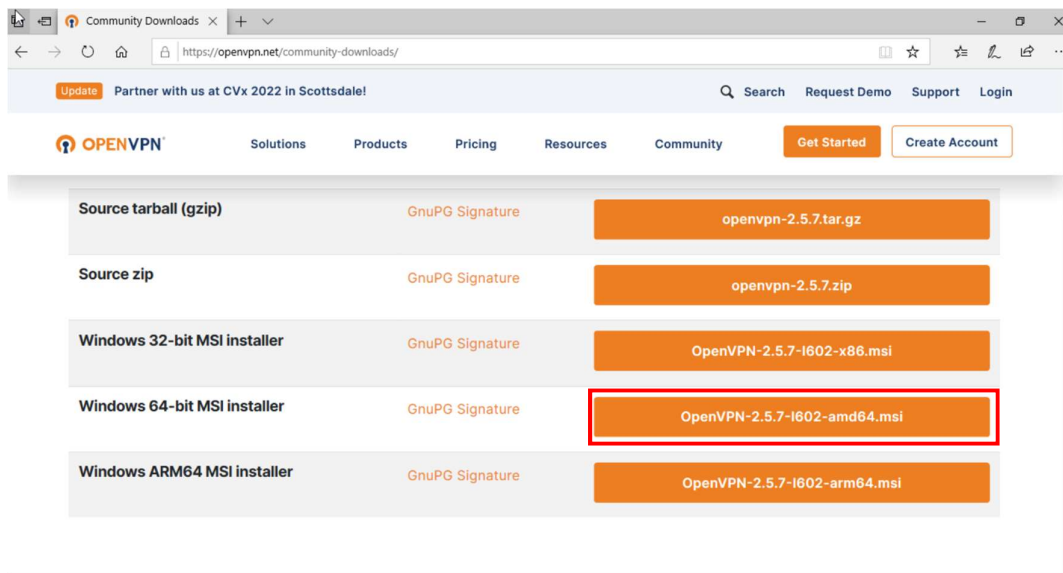 Community Downloads
https://openvpn.net/community-downloads/
Update Partner with us at CVx 2022 in Scottsdale! Search Request Demo Support Login
OPENVPN Solutions Products Pricing Resources Community Get Started Create Account
Source tarball (gzip) GnuPG Signature openvpn-2.5.7.tar.gz
Source zip GnuPG Signature openvpn-2.5.7.zip
Windows 32-bit MSI installer GnuPG Signature OpenVPN-2.5.7-I602-x86.msi
Windows 64-bit MSI installer GnuPG Signature OpenVPN-2.5.7-I602-amd64.msi
Windows ARM64 MSI installer GnuPG Signature OpenVPN-2.5.7-I602-arm64.msi